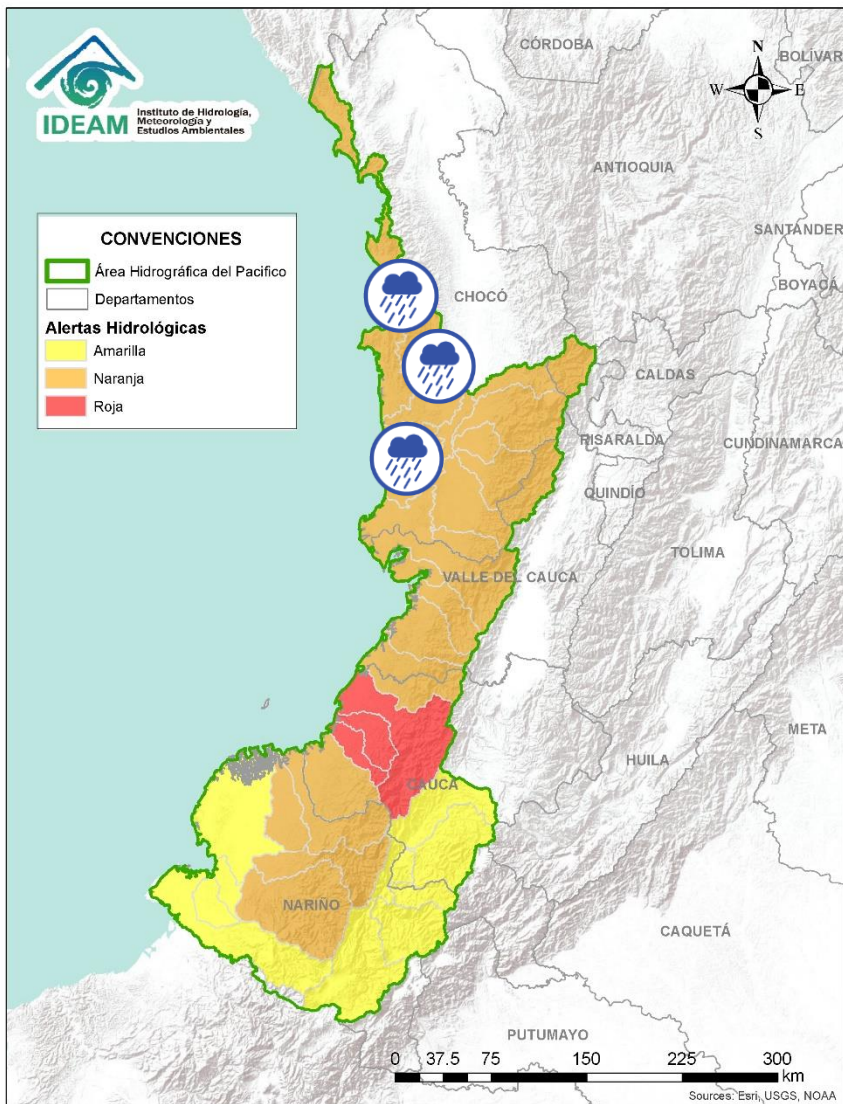 IDEAM
Instituto de Hidrología,
Meteorología y
Estudios Ambientales
N
W
E
S
CÓRDOBA
BOLÍVAR
ANTIOQUIA
SANTANDER
BOYACÁ
CHOCÓ
CALDAS
RISARALDA
CUNDINAMARCA
QUINDÍO
TOLIMA
VALLE DEL CAUCA
META
HUILA
CAUCA
NARIÑO
CAQUETÁ
PUTUMAYO
CONVENCIONES
Área Hidrográfica del Pacifico
Departamentos
Alertas Hidrológicas
Amarilla
Naranja
Roja
0 37.5 75 150 225 300
km
Sources: Esri, USGS, NOAA